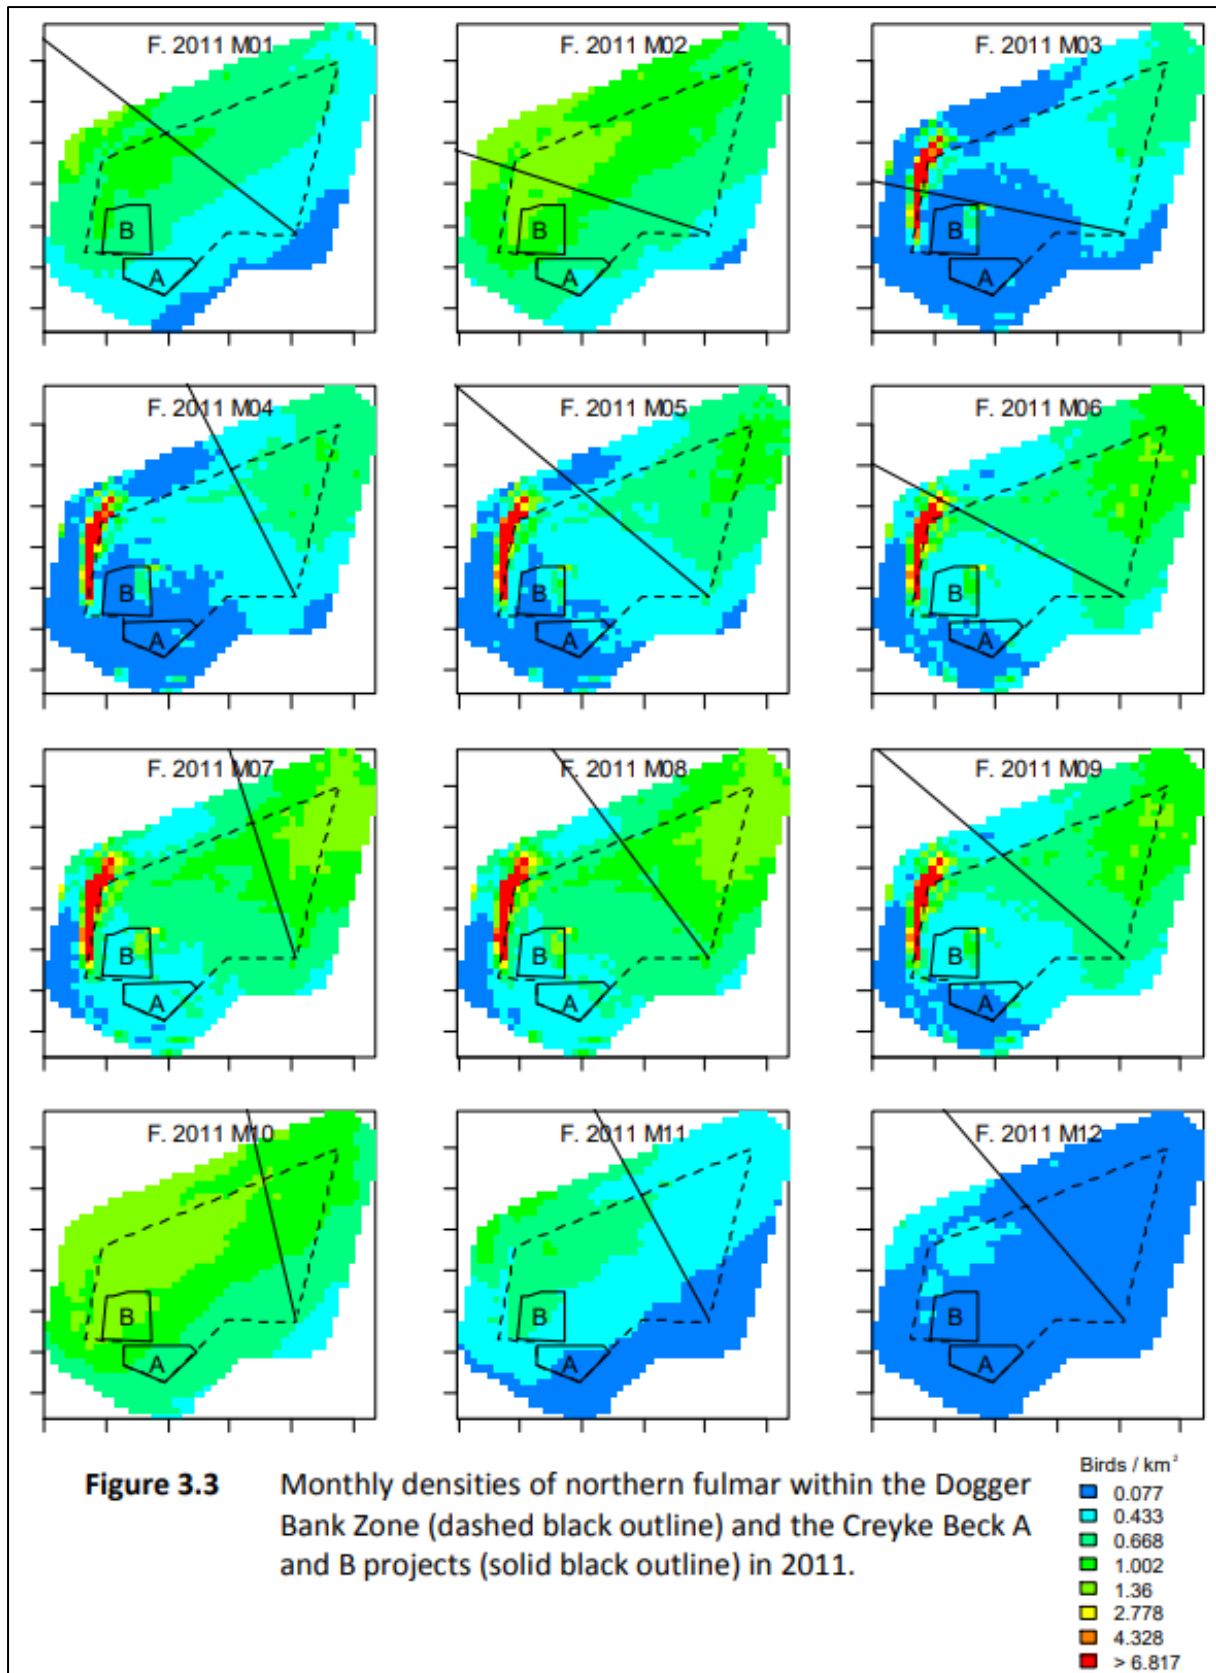 F. 2011 M01
F. 2011 M02
F. 2011 M03
B
A
B
A
B
A
F. 2011 M04
F. 2011 M05
F. 2011 M06
B
A
B
A
B
A
F. 2011 M07
F. 2011 M08
F. 2011 M09
B
A
B
A
B
A
F. 2011 M10
F. 2011 M11
F. 2011 M12
B
A
B
A
B
A
Figure 3.3 Monthly densities of northern fulmar within the Dogger
Bank Zone (dashed black outline) and the Creyke Beck A
and B projects (solid black outline) in 2011.
Birds / km²
0.077
0.433
0.668
1.002
1.36
2.778
4.328
> 6.817